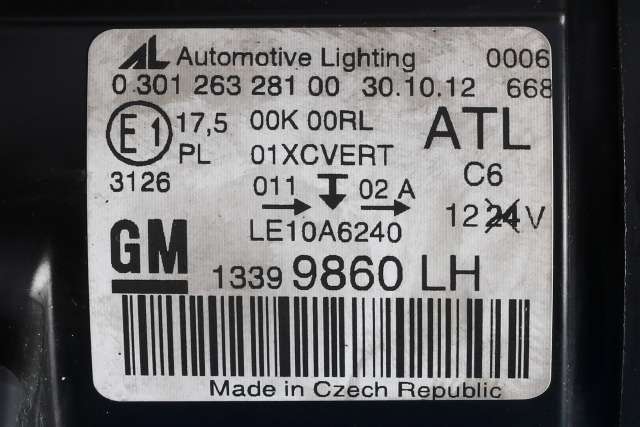 AL Automotive Lighting 0006
0 301 263 281 00 30.10.12 668
E1 17,5 00K 00RL ATL
PL 01XCVERT C6
3126 011 02 A 12 24 V
LE10A6240
GM 1339 9860 LH
Made in Czech Republic